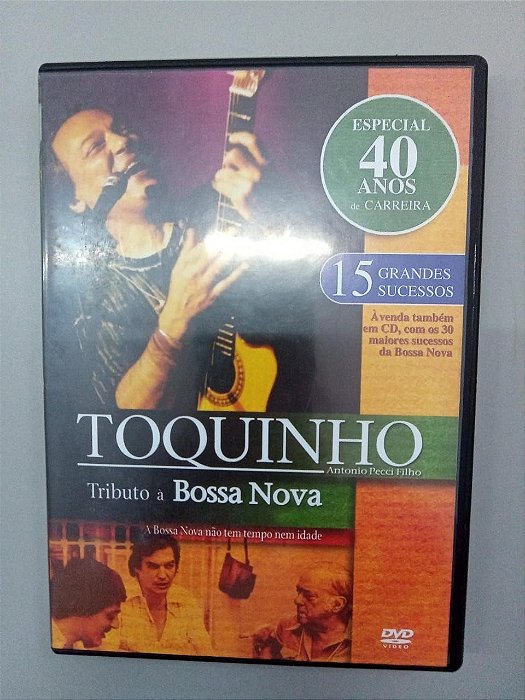 ESPECIAL
40
ANOS
de CARREIRA
15 GRANDES
SUCESSOS
À venda também
em CD, com os 30
maiores sucessos
da Bossa Nova
TOQUINHO
Antonio Pecci Filho
Tributo à Bossa Nova
A Bossa Nova não tem tempo nem idade
DVD
VIDEO